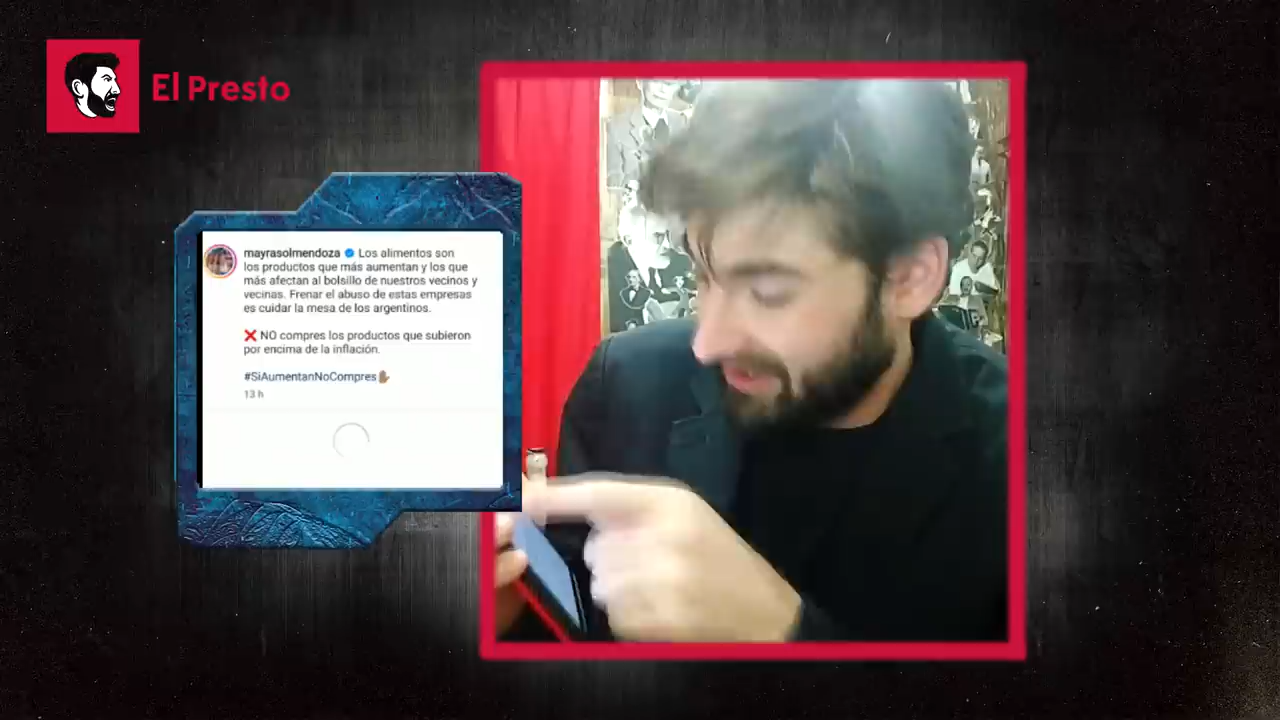 El Presto
mayrasolmendoza Los alimentos son
los productos que más aumentan y los que
más afectan al bolsillo de nuestros vecinos y
vecinas. Frenar el abuso de estas empresas
es cuidar la mesa de los argentinos.
❌ NO compres los productos que subieron
por encima de la inflación.
#SiAumentanNoCompres✋🏾
13 h